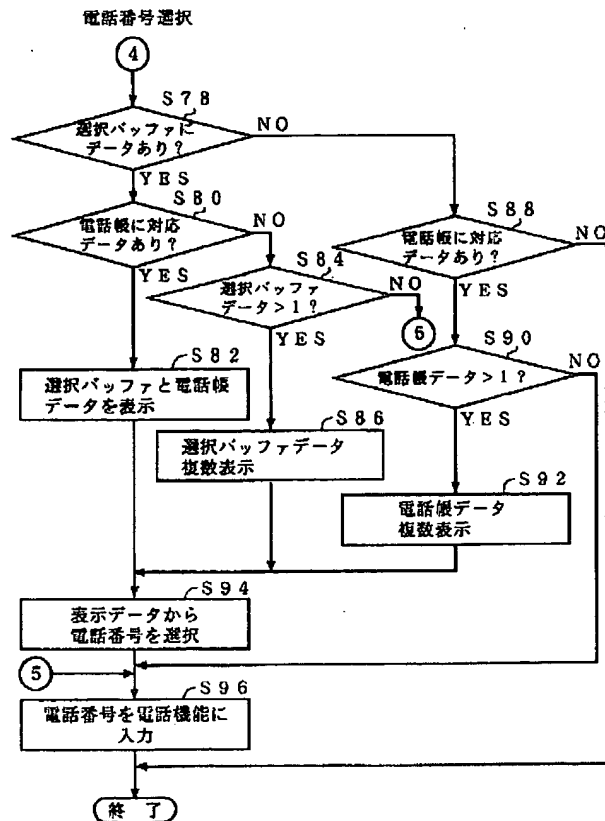 電話番号選択
4
S78
選択バッファに
データあり?
NO
YES
S80
電話帳に対応
データあり?
NO
YES
S88
電話帳に対応
データあり?
NO
YES
S84
選択バッファ
データ>1?
NO
YES
6
S90
電話帳データ>1?
NO
YES
S82
選択バッファと電話帳
データを表示
S86
選択バッファデータ
複数表示
S92
電話帳データ
複数表示
S94
表示データから
電話番号を選択
5
S96
電話番号を電話機能に
入力
終了